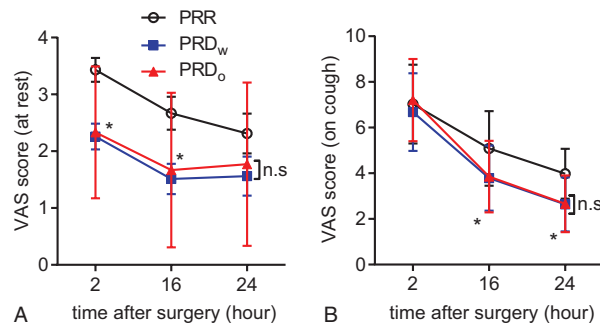 PRR
PRDw
PRDo
VAS score (at rest)
4
3
2
1
0
*
*
n.s
2 16 24
time after surgery (hour)
A
VAS score (on cough)
10
8
6
4
2
0
*
*
n.s
2 16 24
time after surgery (hour)
B